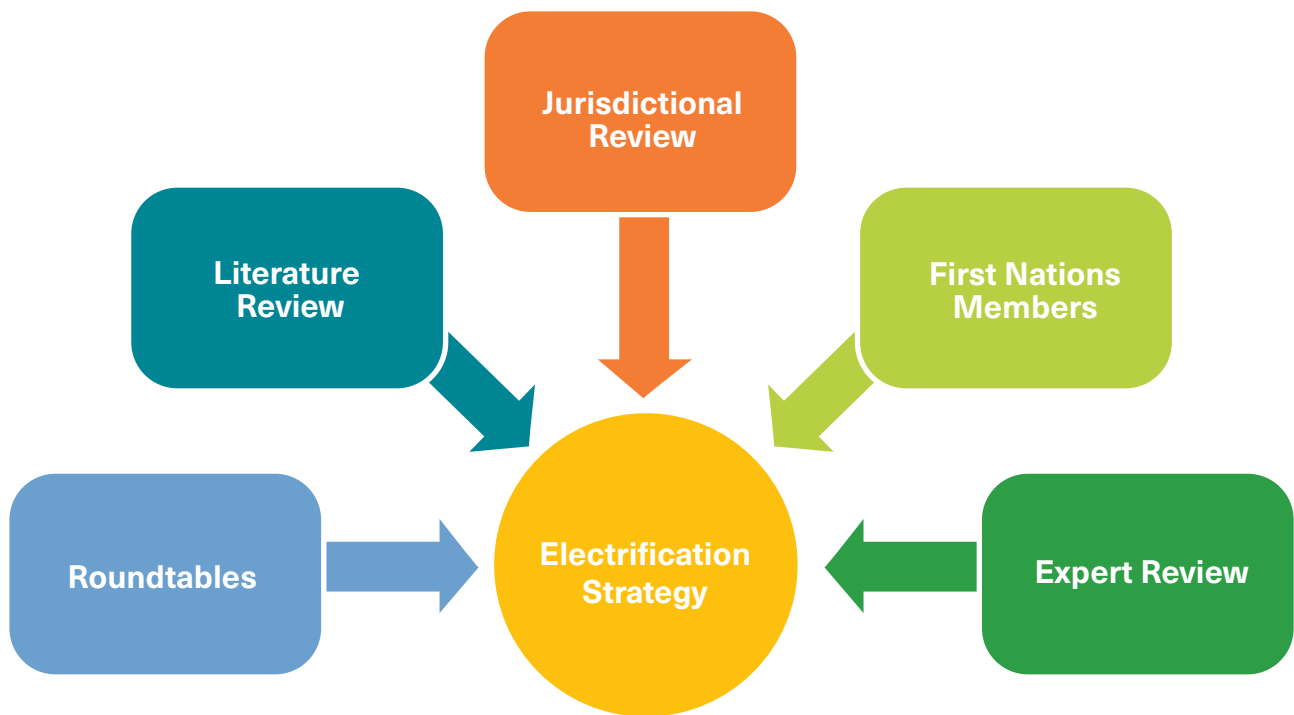 Jurisdictional
Review
Literature
Review
First Nations
Members
Roundtables
Electrification
Strategy
Expert Review